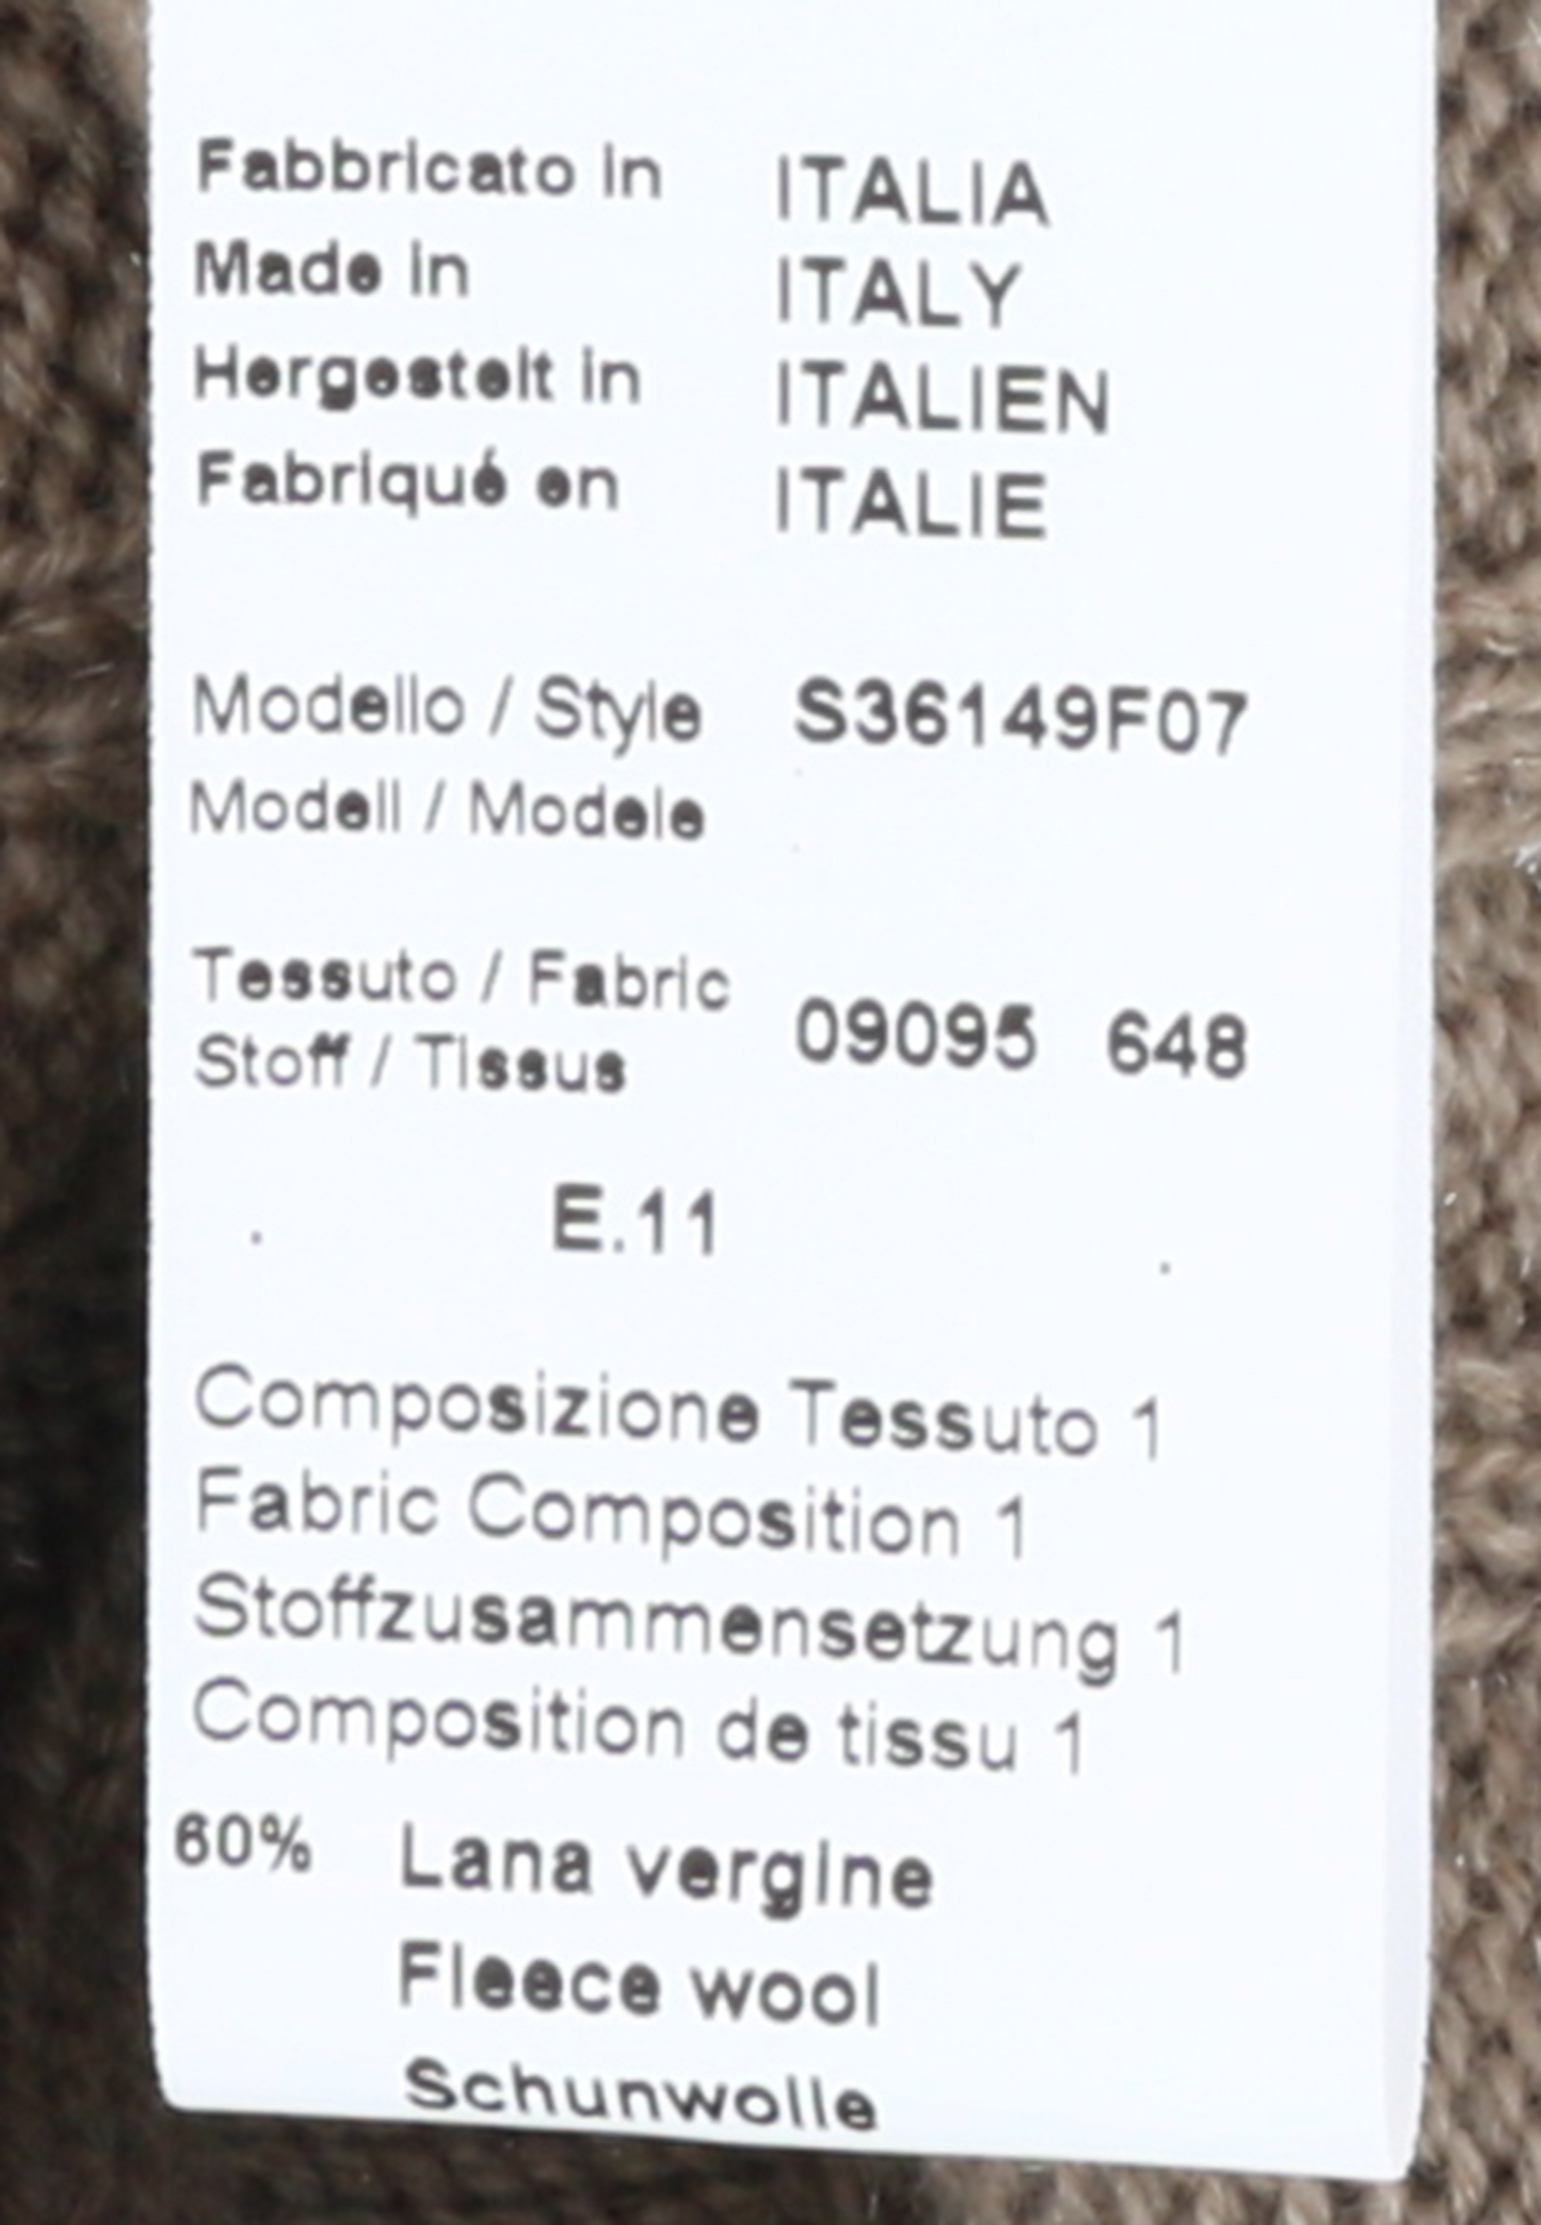 Fabbricato in ITALIA
Made in ITALY
Hergestelt in ITALIEN
Fabriqué en ITALIE
Modello / Style S36149F07
Modell / Modele
Tessuto / Fabric
09095 648
Stoff / Tissus
E.11
Composizione Tessuto 1
Fabric Composition 1
Stoffzusammensetzung 1
Composition de tissu 1
60% Lana vergine
Fleece wool
Schunwolle